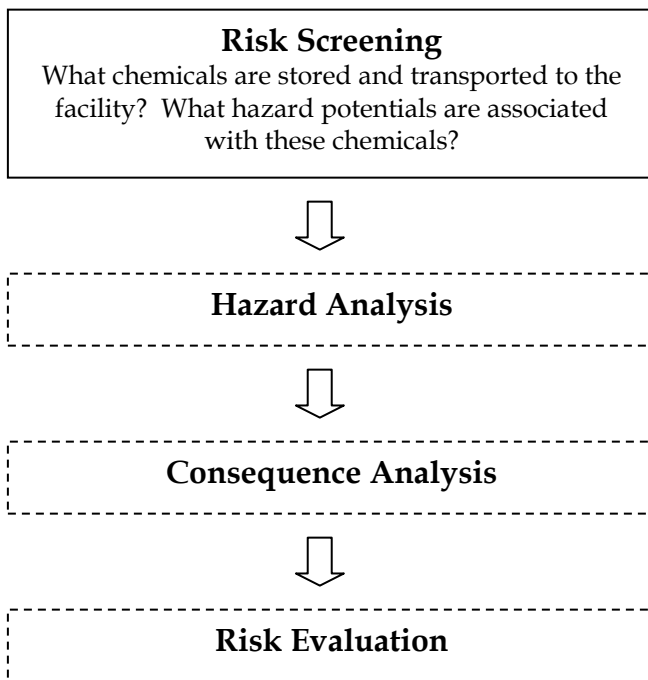 Risk Screening
What chemicals are stored and transported to the
facility?  What hazard potentials are associated
with these chemicals?
Hazard Analysis
Consequence Analysis
Risk Evaluation